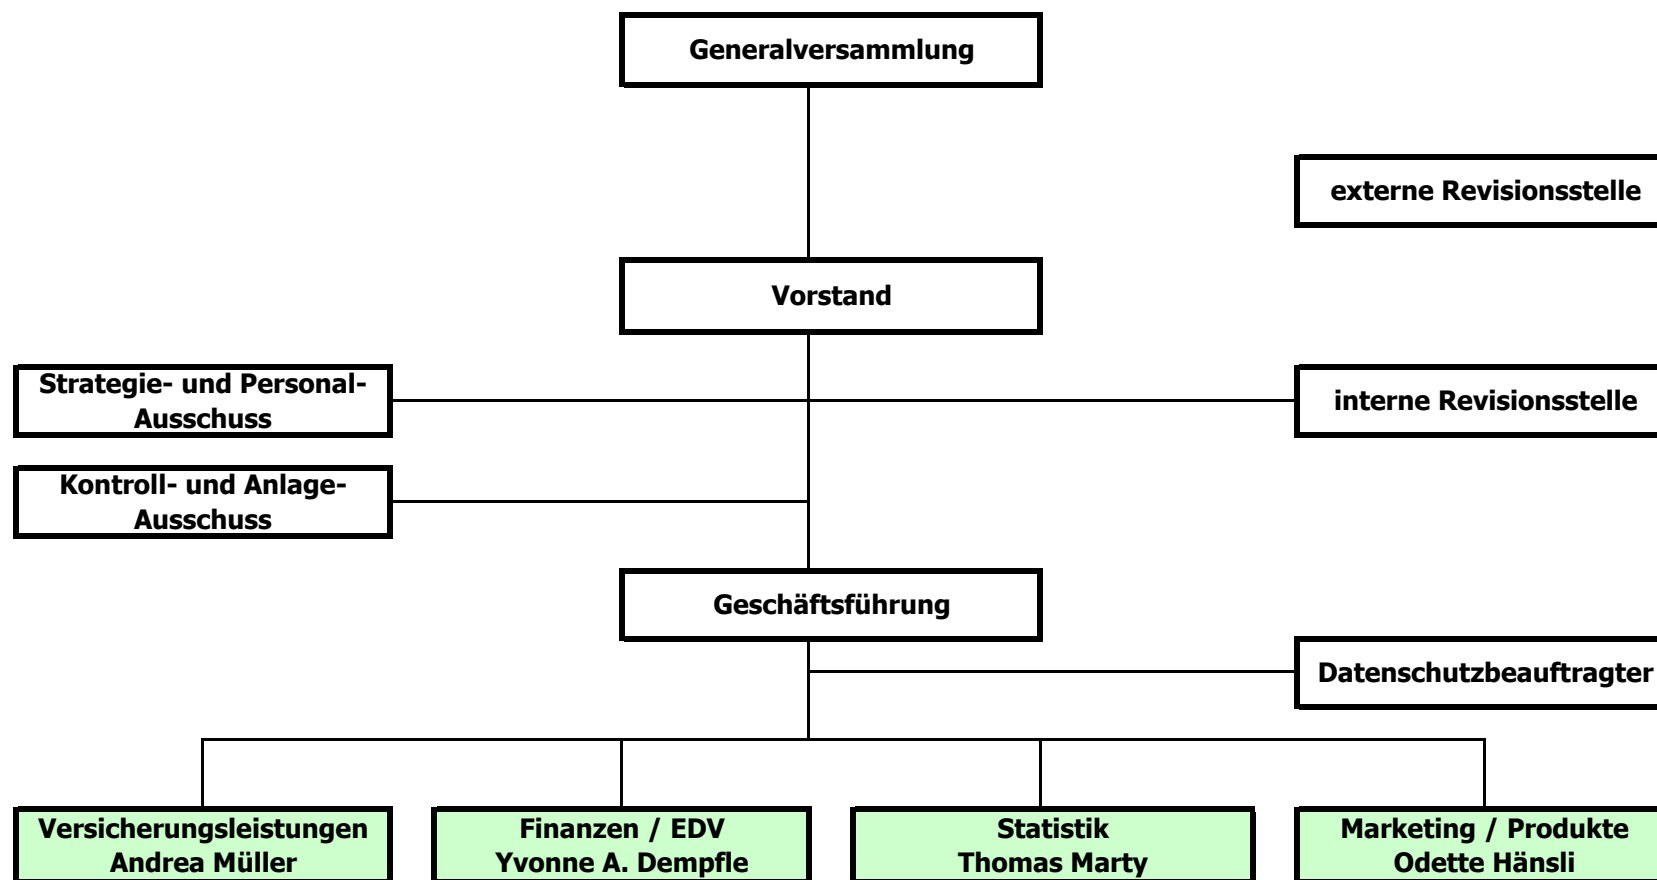 Generalversammlung
externe Revisionsstelle
Vorstand
Strategie- und Personal-
Ausschuss
interne Revisionsstelle
Kontroll- und Anlage-
Ausschuss
Geschäftsführung
Datenschutzbeauftragter
Versicherungsleistungen
Andrea Müller
Finanzen / EDV
Yvonne A. Dempfle
Statistik
Thomas Marty
Marketing / Produkte
Odette Hänsli